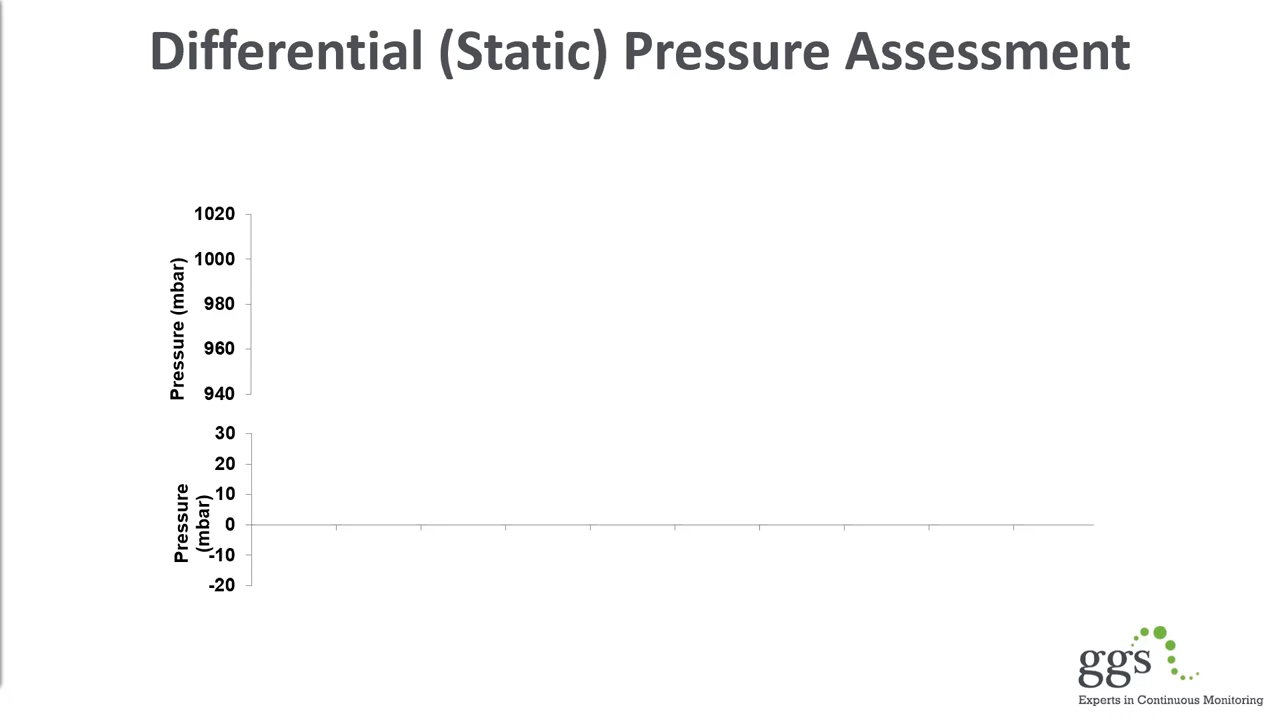 Differential (Static) Pressure Assessment
1020
1000
980
960
940
Pressure (mbar)
30
20
10
0
-10
-20
Pressure
(mbar)
ggs
Experts in Continuous Monitoring